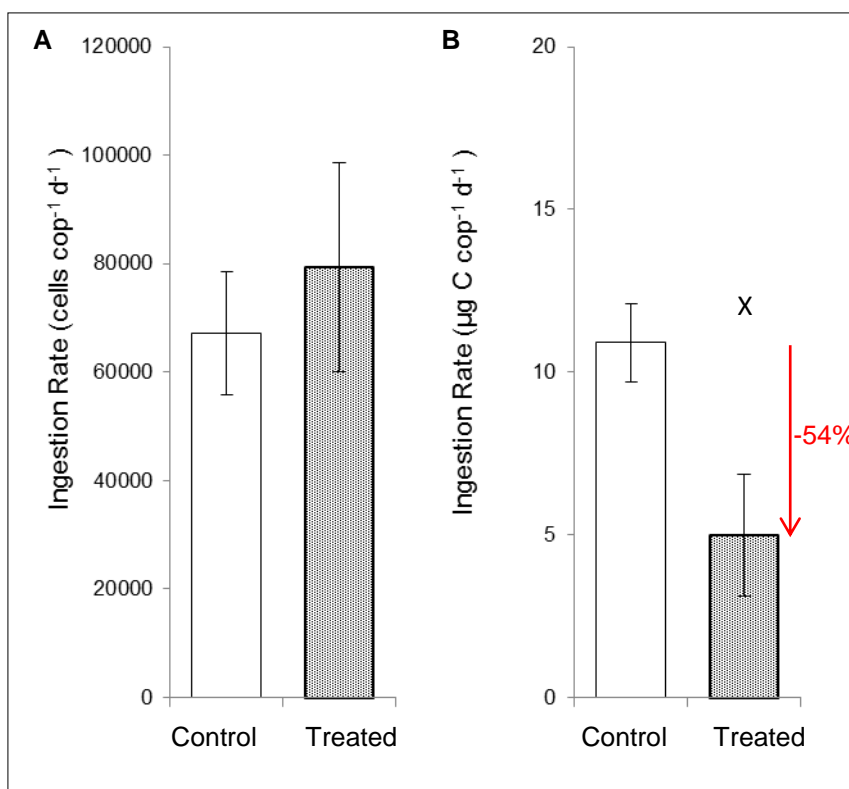 A
Ingestion Rate (cells cop⁻¹ d⁻¹ )
120000
100000
80000
60000
40000
20000
0
Control Treated
B
Ingestion Rate (µg C cop⁻¹ d⁻¹ )
20
15
10
5
0
X
-54%
Control Treated